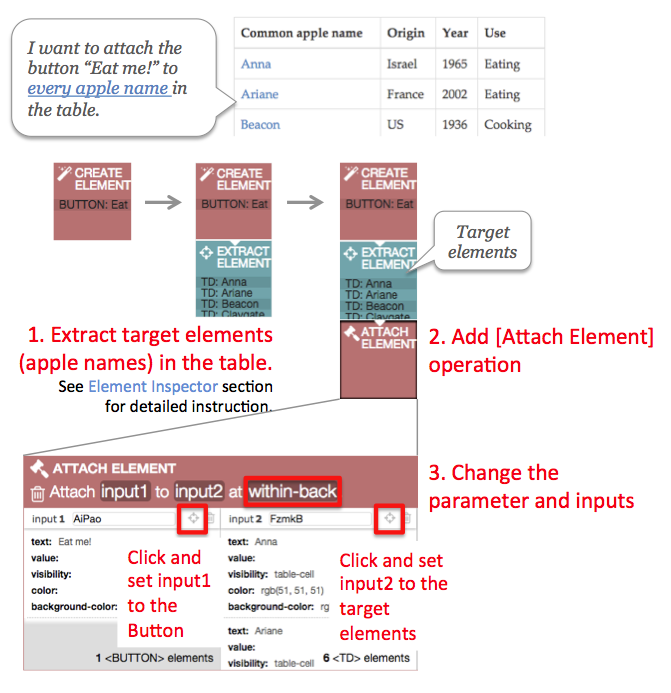 I want to attach the
button “Eat me!” to
every apple name in
the table.
Common apple name Origin Year Use
Anna Israel 1965 Eating
Ariane France 2002 Eating
Beacon US 1936 Cooking
CREATE
ELEMENT
BUTTON: Eat
CREATE
ELEMENT
BUTTON: Eat
EXTRACT
ELEMENT
TD: Anna
TD: Ariane
TD: Beacon
TD: Claygate
CREATE
ELEMENT
BUTTON: Eat
EXTRACT
ELEMENT
TD: Anna
TD: Ariane
TD: Beacon
TD: Claygate
ATTACH
ELEMENT
Target
elements
1. Extract target elements
(apple names) in the table.
See Element Inspector section
for detailed instruction.
2. Add [Attach Element]
operation
3. Change the
parameter and inputs
ATTACH ELEMENT
Attach input1 to input2 at within-back
input 1 AiPao
text: Eat me!
value:
visibility:
color:
background-color:
1 <BUTTON> elements
Click and
set input1
to the
Button
input 2 FzmkB
text: Anna
value:
visibility: table-cell
color: rgb(51, 51, 51)
background-color: rg
text: Ariane
value:
visibility: table-cell
6 <TD> elements
Click and set
input2 to the
target
elements